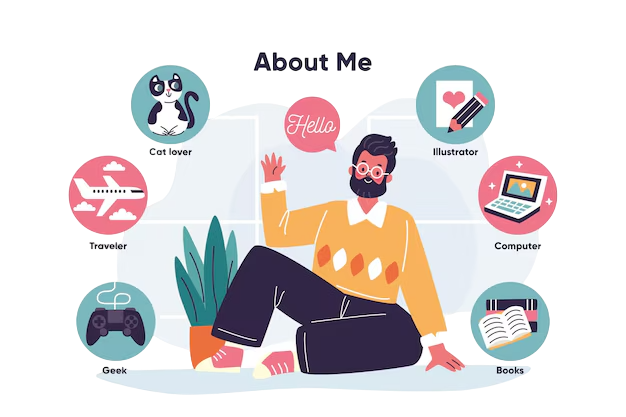 About Me
Hello
Cat lover
Illustrator
Traveler
Computer
Geek
Books